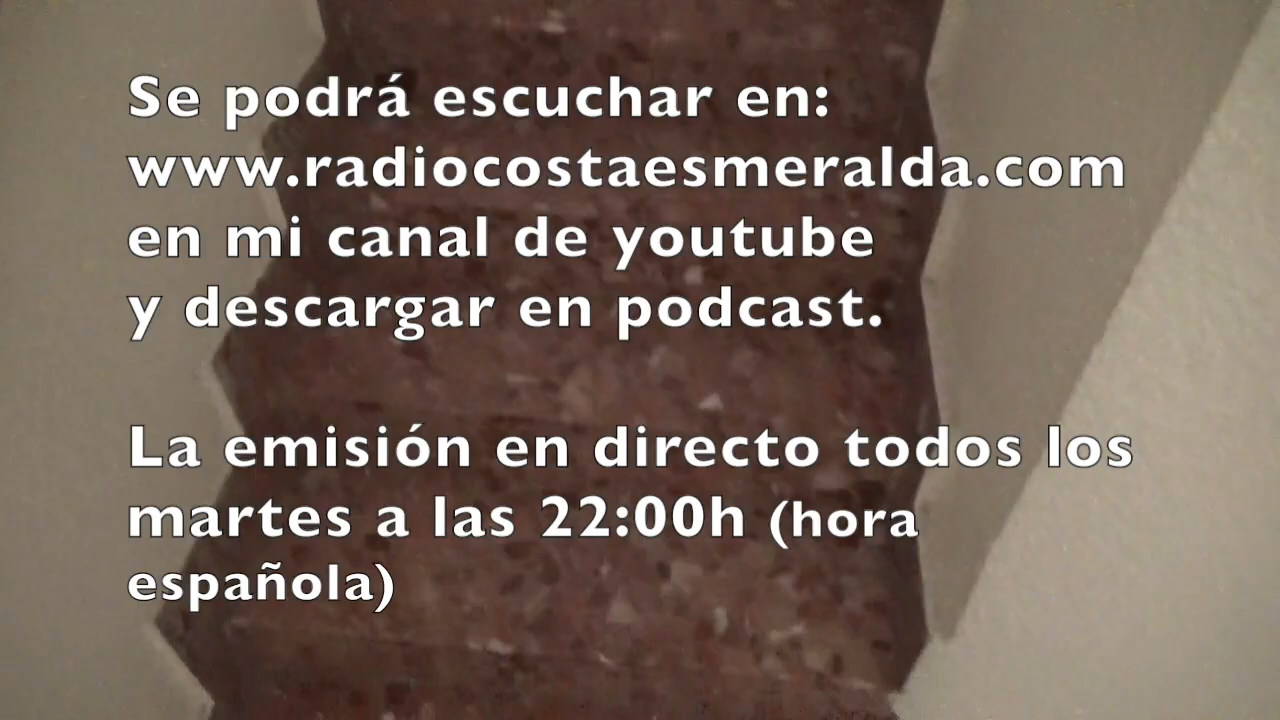 Se podrá escuchar en:
www.radiocostaesmeralda.com
en mi canal de youtube
y descargar en podcast.
La emisión en directo todos los
martes a las 22:00h (hora
española)